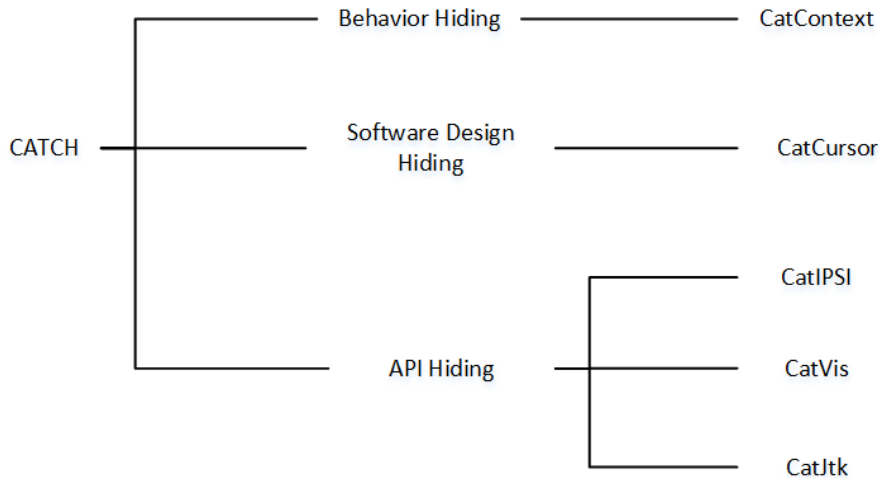 Behavior Hiding
CatContext
CATCH
Software Design
Hiding
CatCursor
CatIPSI
API Hiding
CatVis
CatJtk